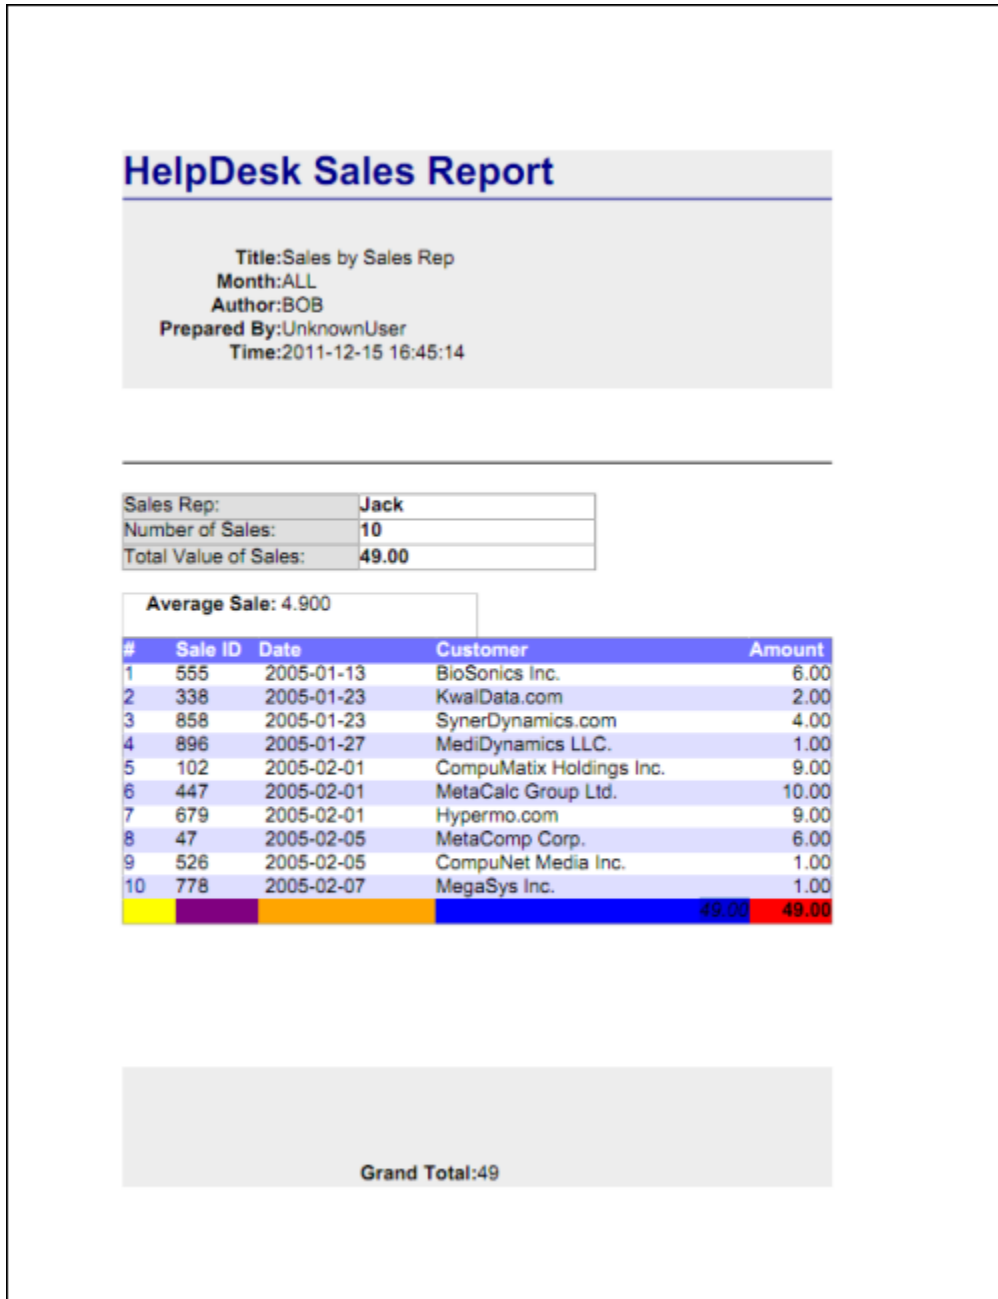 HelpDesk Sales Report
Title:Sales by Sales Rep
Month:ALL
Author:BOB
Prepared By:UnknownUser
Time:2011-12-15 16:45:14
Sales Rep: Jack
Number of Sales: 10
Total Value of Sales: 49.00
Average Sale: 4.900
# Sale ID Date Customer Amount
1 555 2005-01-13 BioSonics Inc. 6.00
2 338 2005-01-23 KwalData.com 2.00
3 858 2005-01-23 SynerDynamics.com 4.00
4 896 2005-01-27 MediDynamics LLC. 1.00
5 102 2005-02-01 CompuMatix Holdings Inc. 9.00
6 447 2005-02-01 MetaCalc Group Ltd. 10.00
7 679 2005-02-01 Hypermo.com 9.00
8 47 2005-02-05 MetaComp Corp. 6.00
9 526 2005-02-05 CompuNet Media Inc. 1.00
10 778 2005-02-07 MegaSys Inc. 1.00
49.00 49.00
Grand Total:49